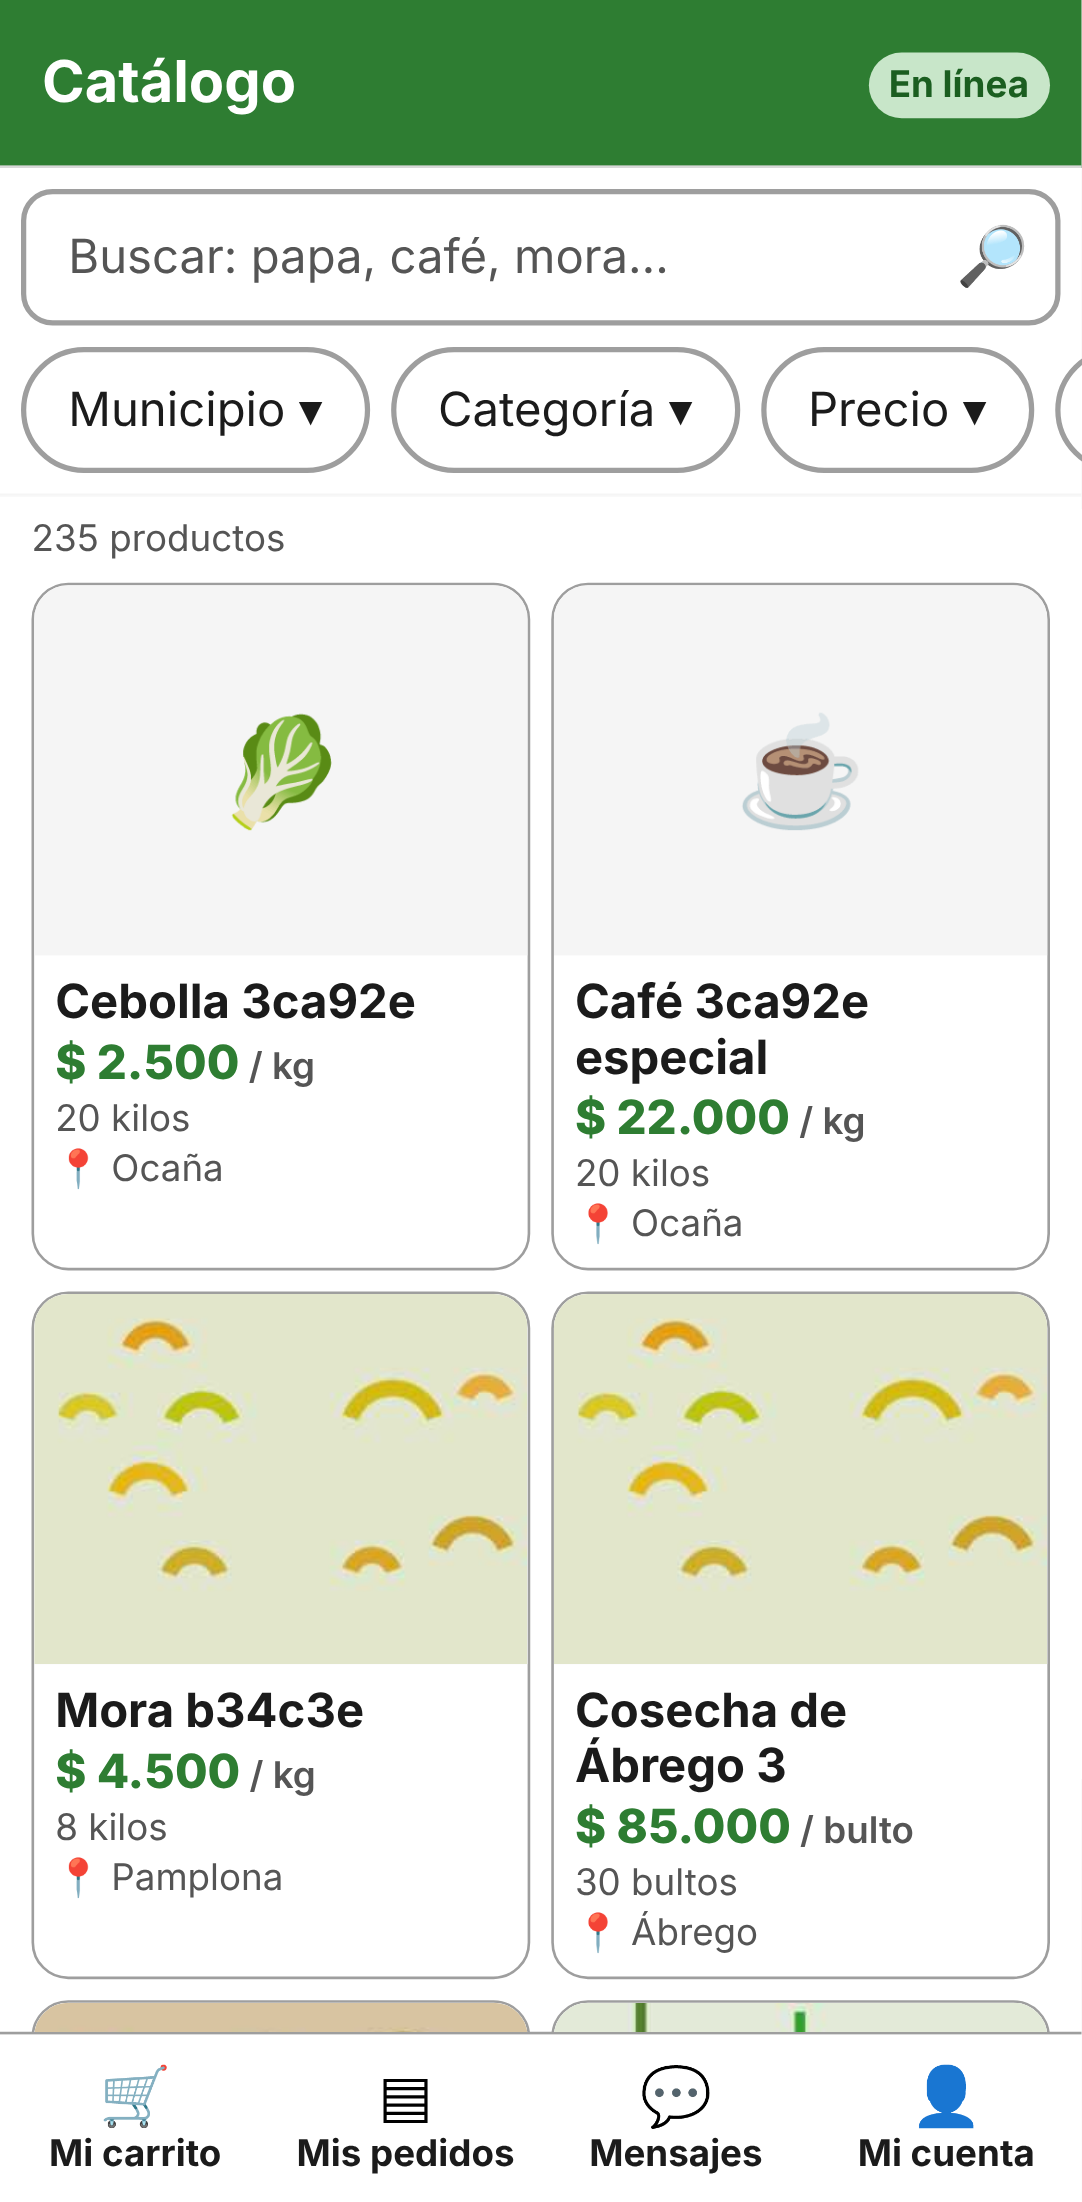 Catálogo
En línea
Buscar: papa, café, mora...
Municipio ▾
Categoría ▾
Precio ▾
235 productos
Cebolla 3ca92e
$ 2.500 / kg
20 kilos
Ocaña
Café 3ca92e
especial
$ 22.000 / kg
20 kilos
Ocaña
Mora b34c3e
$ 4.500 / kg
8 kilos
Pamplona
Cosecha de
Ábrego 3
$ 85.000 / bulto
30 bultos
Ábrego
Mi carrito
Mis pedidos
Mensajes
Mi cuenta